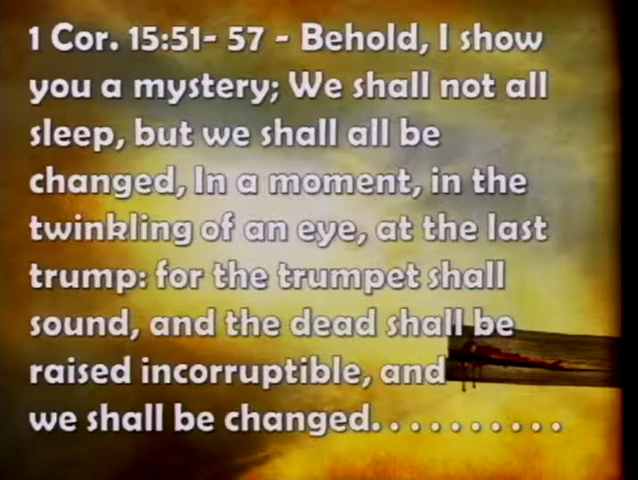 1 Cor. 15:51- 57 - Behold, I show
you a mystery; We shall not all
sleep, but we shall all be
changed, In a moment, in the
twinkling of an eye, at the last
trump: for the trumpet shall
sound, and the dead shall be
raised incorruptible, and
we shall be changed. . . . . . . . . .